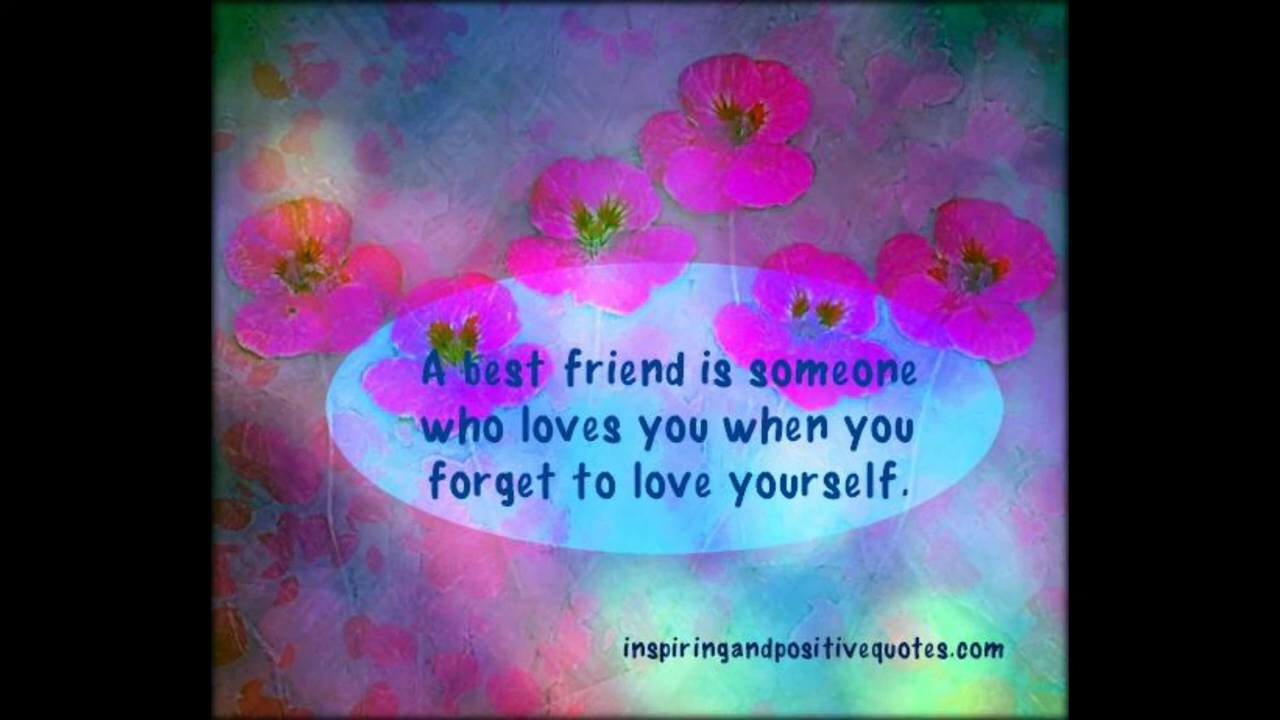 A best friend is someone
who loves you when you
forget to love yourself.
inspiringandpositivequotes.com